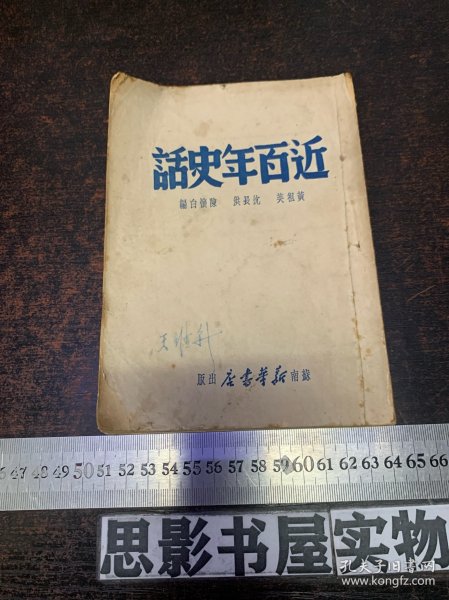 近百年史話
黃祖英 沈長洪 陳懷白編
蘇南新華書店出版
47 48 49 50 51 52 53 54 55 56 57 58 59 60 61 62 63 64 65 66
思影书屋实物
孔夫子旧书网
www.kongfz.com